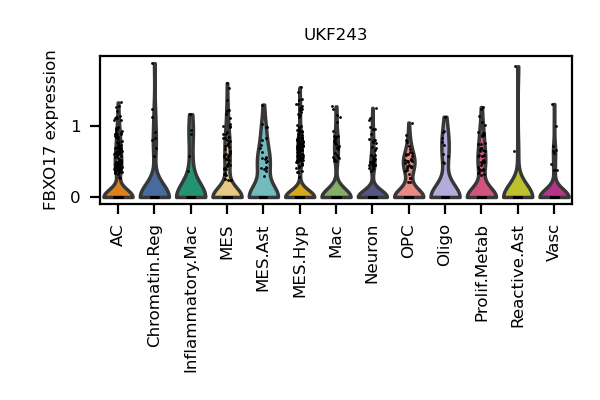 UKF243
FBXO17 expression
1
0
AC
Chromatin.Reg
Inflammatory.Mac
MES
MES.Ast
MES.Hyp
Mac
Neuron
OPC
Oligo
Prolif.Metab
Reactive.Ast
Vasc